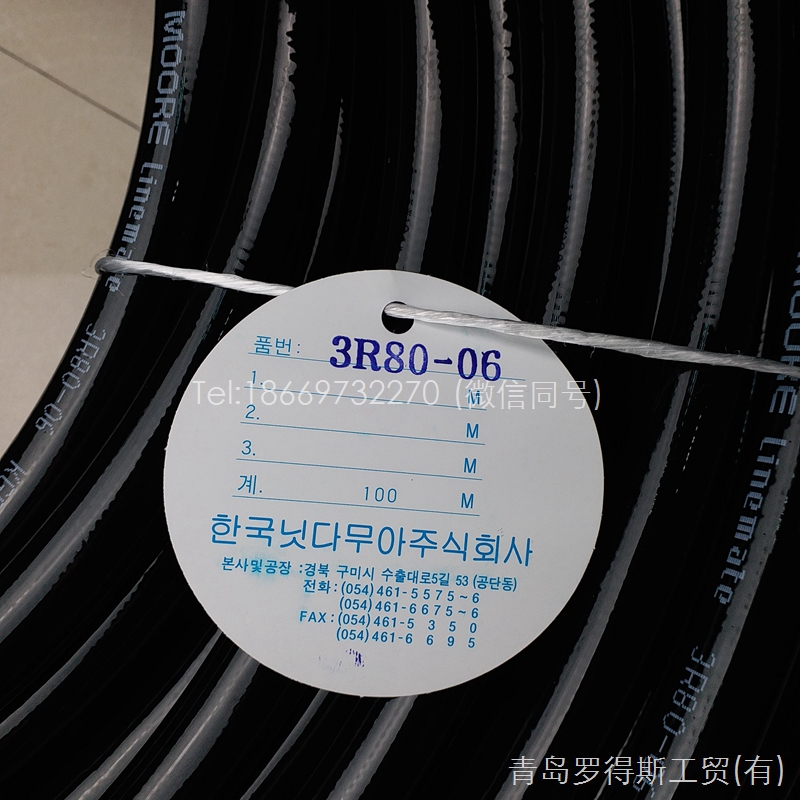 MOORE Linemate 3R80-06
품번: 3R80-06
1. M
Tel:18669732270 (微信同号)
2. M
3. M
계. 100 M
한국닛다무아주식회사
본사및공장 :경북 구미시 수출대로5길 53 (공단동)
전화:(054)461-5575~6
(054)461-6675~6
FAX:(054)461-5350
(054)461-6695
MOORE Linemate 3R80-06
青岛罗得斯工贸(有)